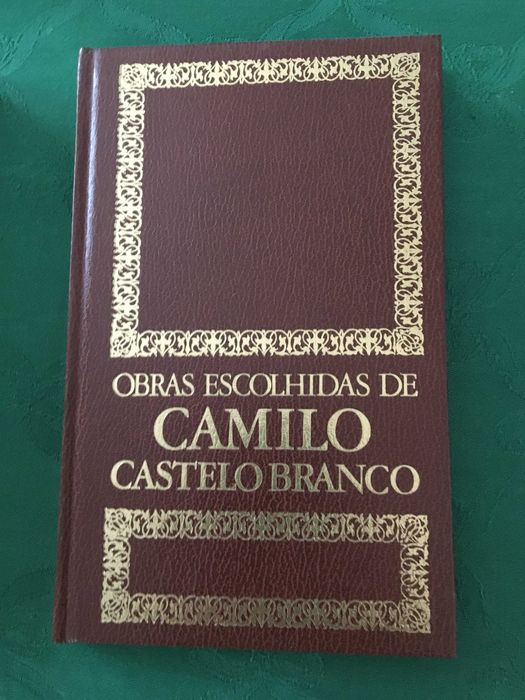 OBRAS ESCOLHIDAS DE
CAMILO
CASTELO BRANCO